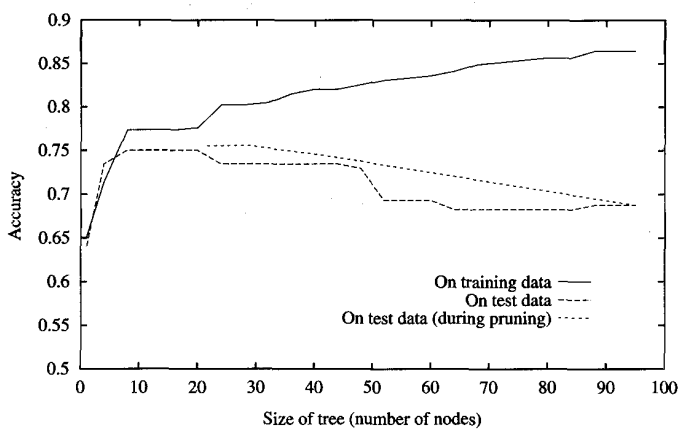 0.9
0.85
0.8
0.75
0.7
0.65
0.6
0.55
0.5
Accuracy
On training data
On test data
On test data (during pruning)
0 10 20 30 40 50 60 70 80 90 100
Size of tree (number of nodes)